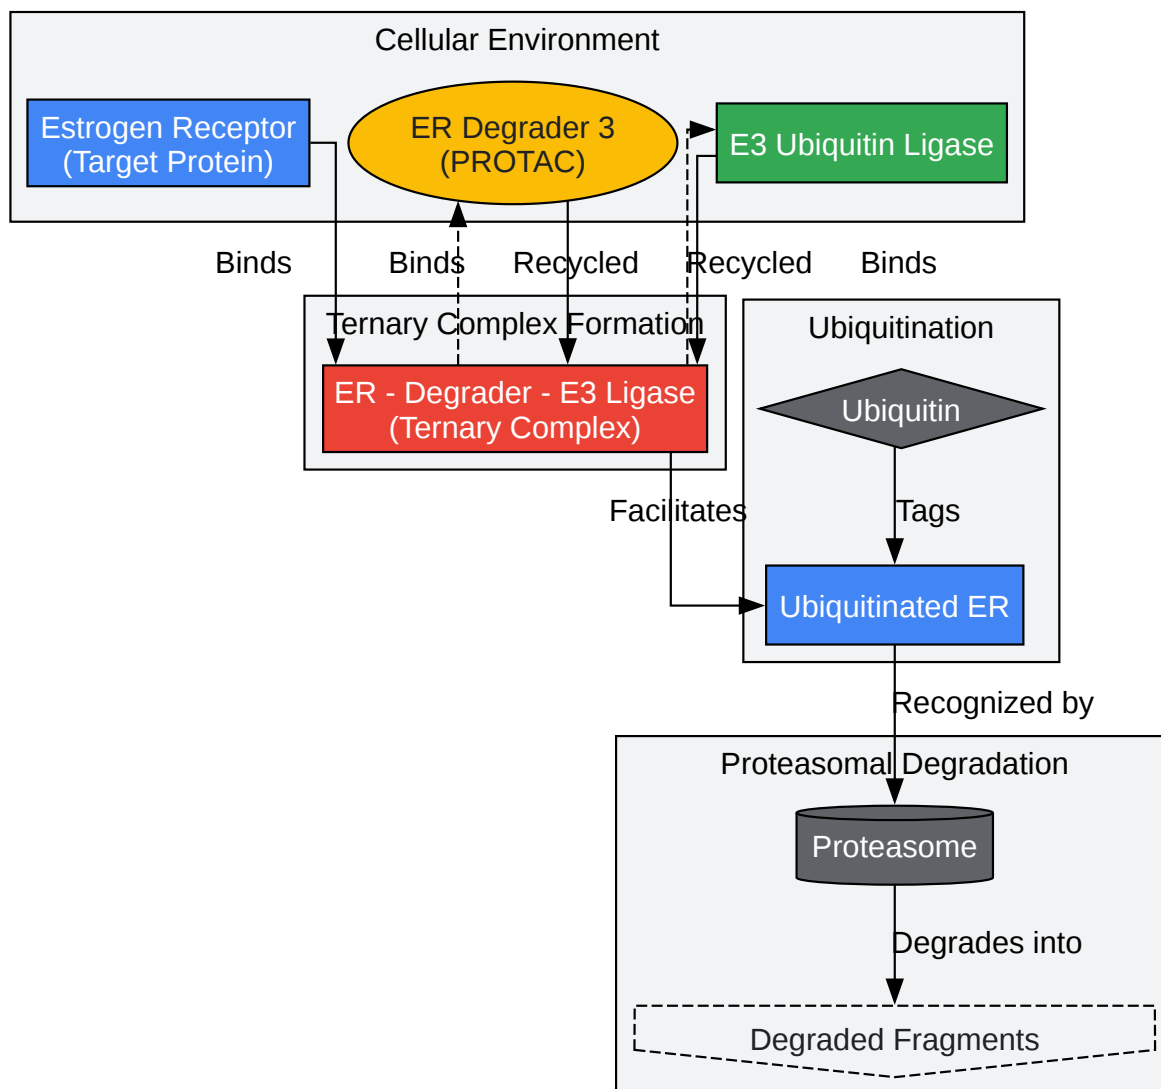 Cellular Environment
Estrogen Receptor
(Target Protein)
ER Degrader 3
(PROTAC)
E3 Ubiquitin Ligase
Binds
Binds
Recycled
Recycled
Binds
Ternary Complex Formation
ER - Degrader - E3 Ligase
(Ternary Complex)
Ubiquitination
Ubiquitin
Facilitates
Tags
Ubiquitinated ER
Recognized by
Proteasomal Degradation
Proteasome
Degrades into
Degraded Fragments